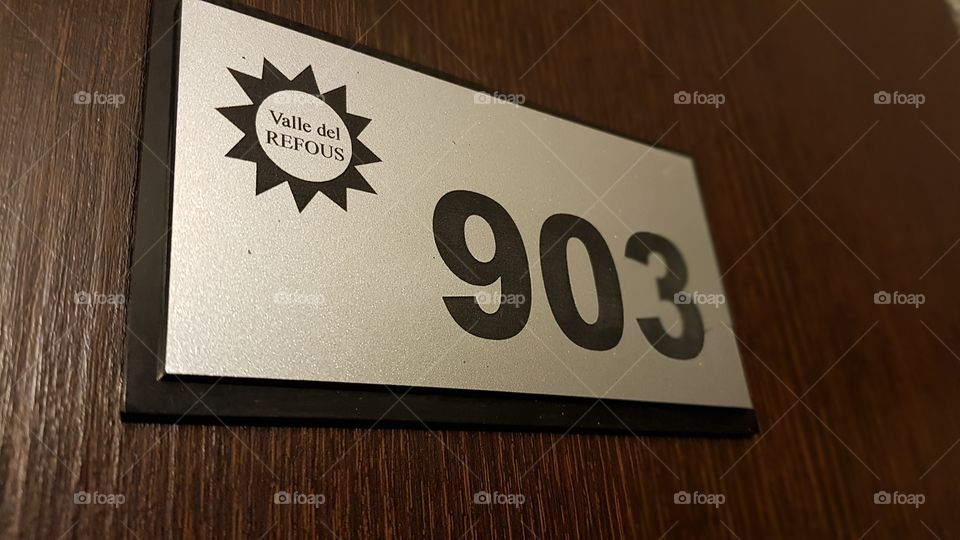 Valle del
REFOUS
903